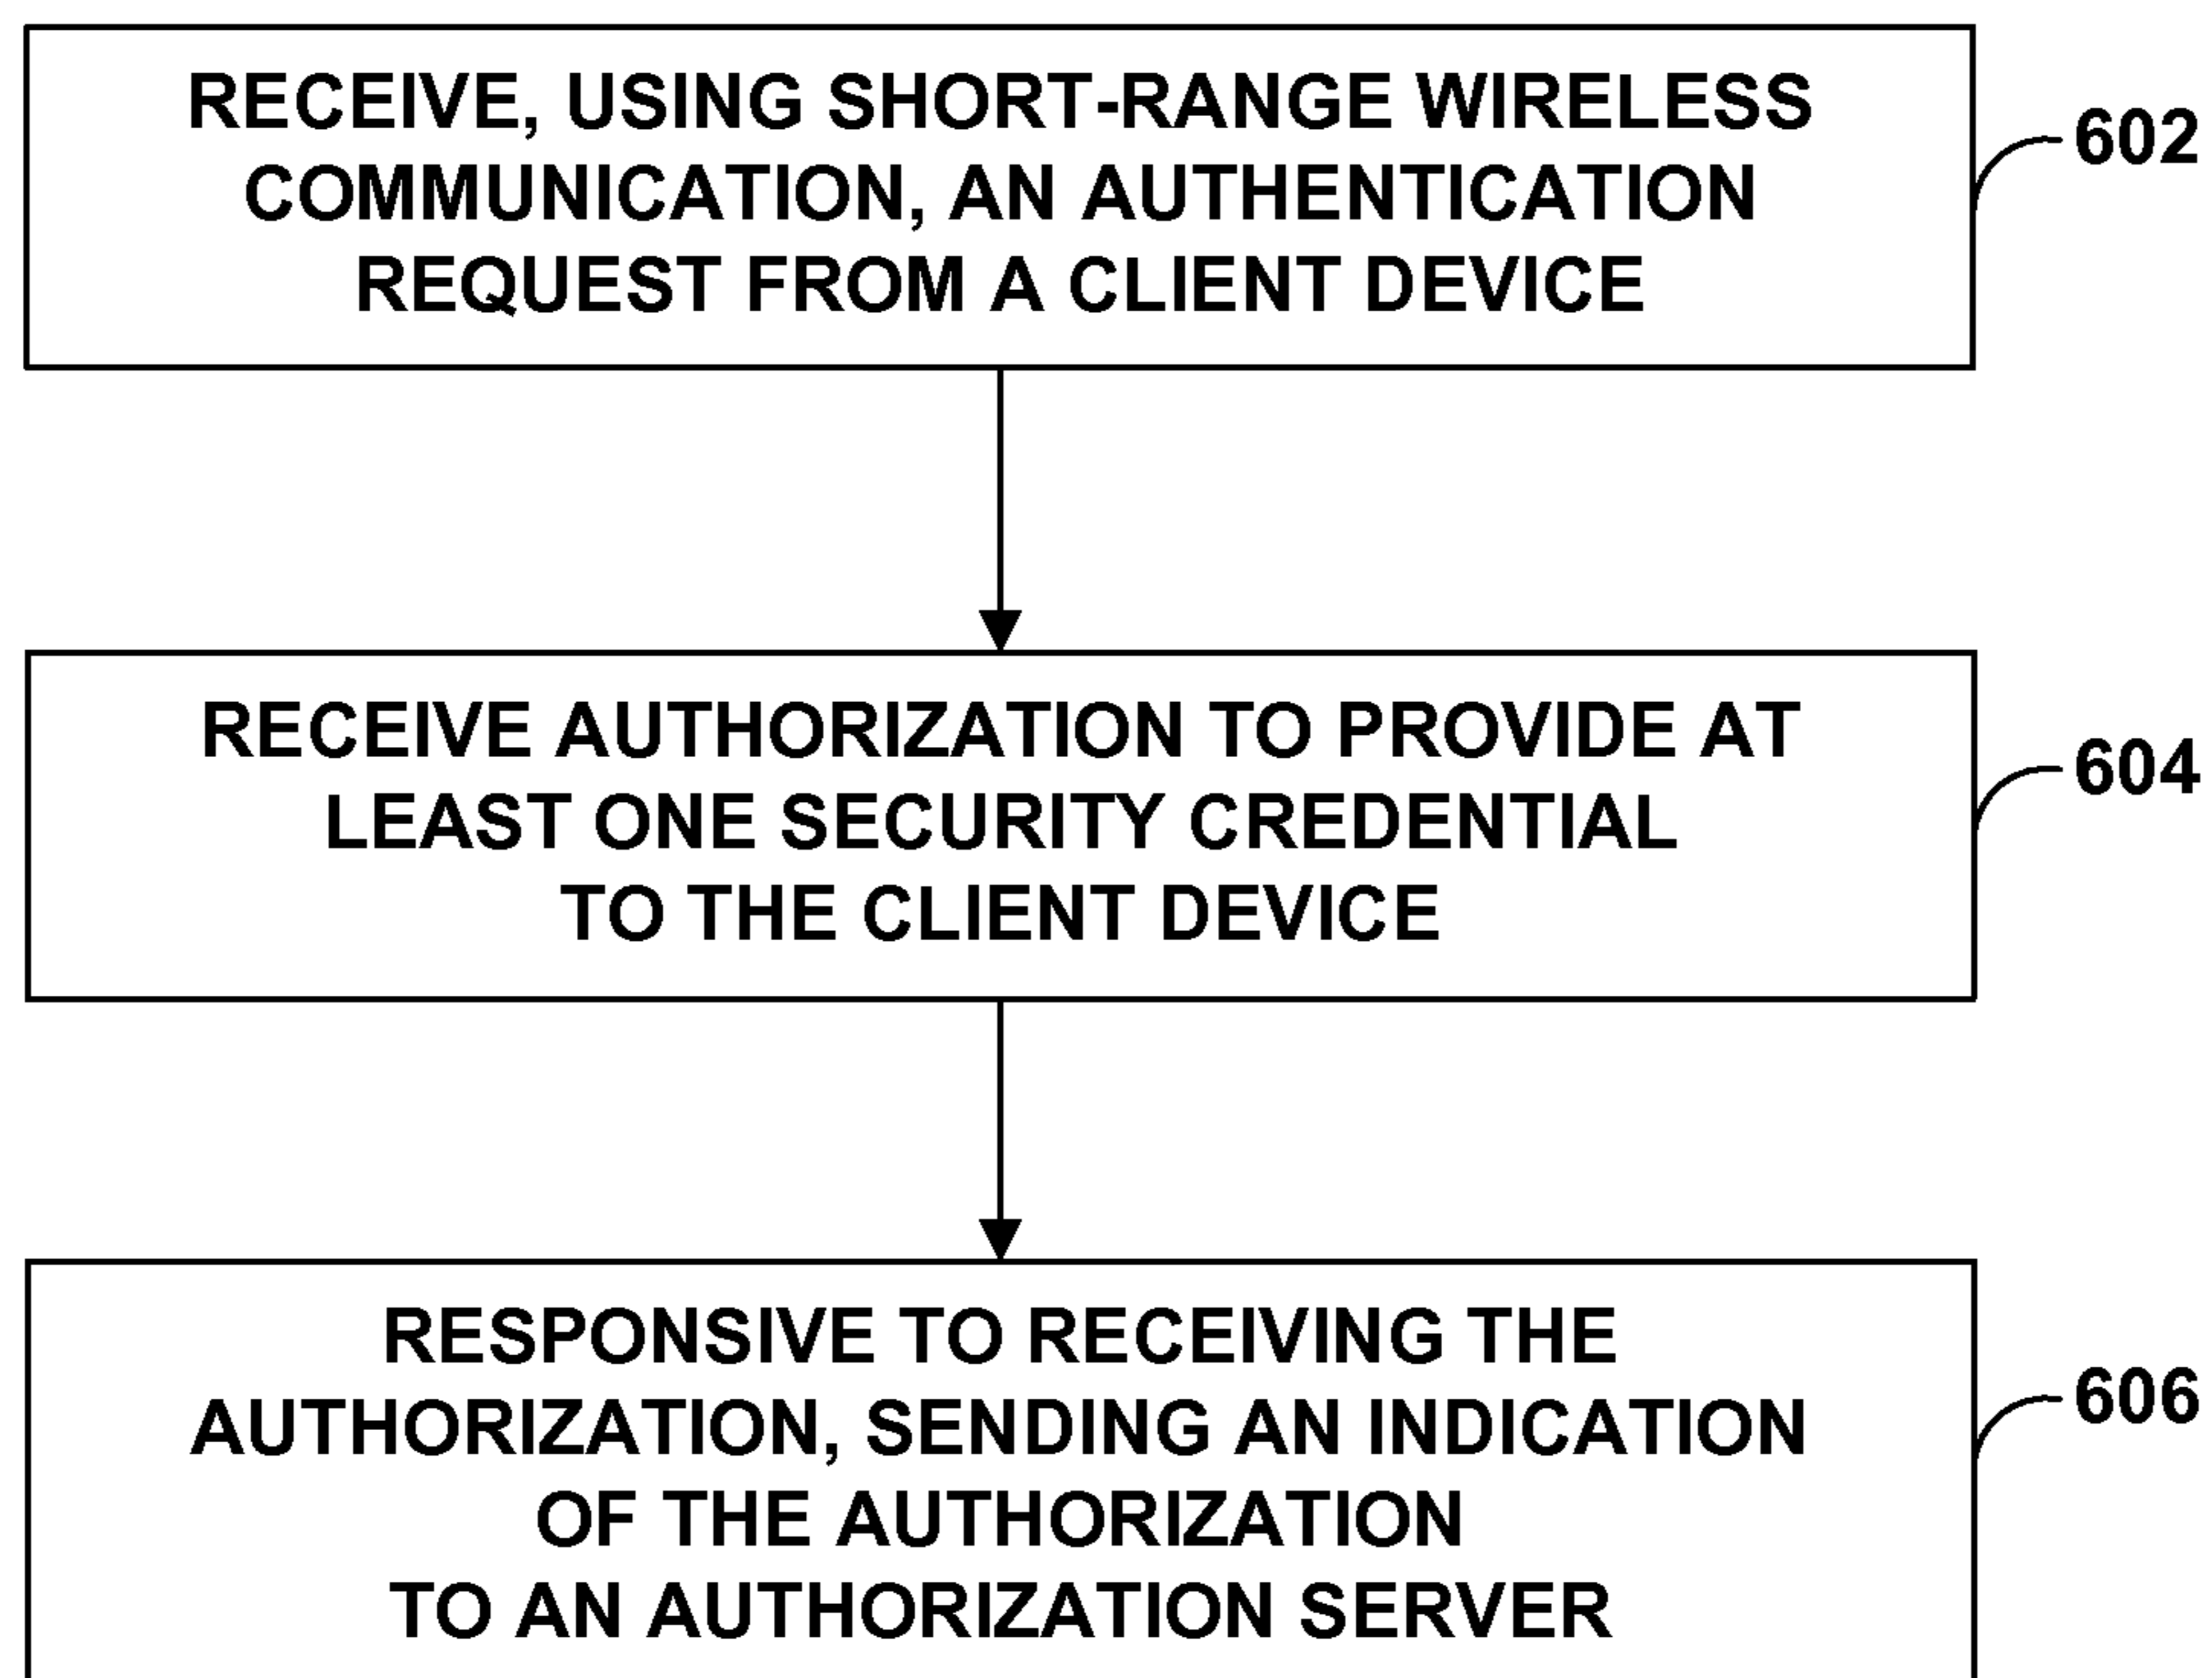 RECEIVE, USING SHORT-RANGE WIRELESS
COMMUNICATION, AN AUTHENTICATION
REQUEST FROM A CLIENT DEVICE
602
RECEIVE AUTHORIZATION TO PROVIDE AT
LEAST ONE SECURITY CREDENTIAL
TO THE CLIENT DEVICE
604
RESPONSIVE TO RECEIVING THE
AUTHORIZATION, SENDING AN INDICATION
OF THE AUTHORIZATION
TO AN AUTHORIZATION SERVER
606